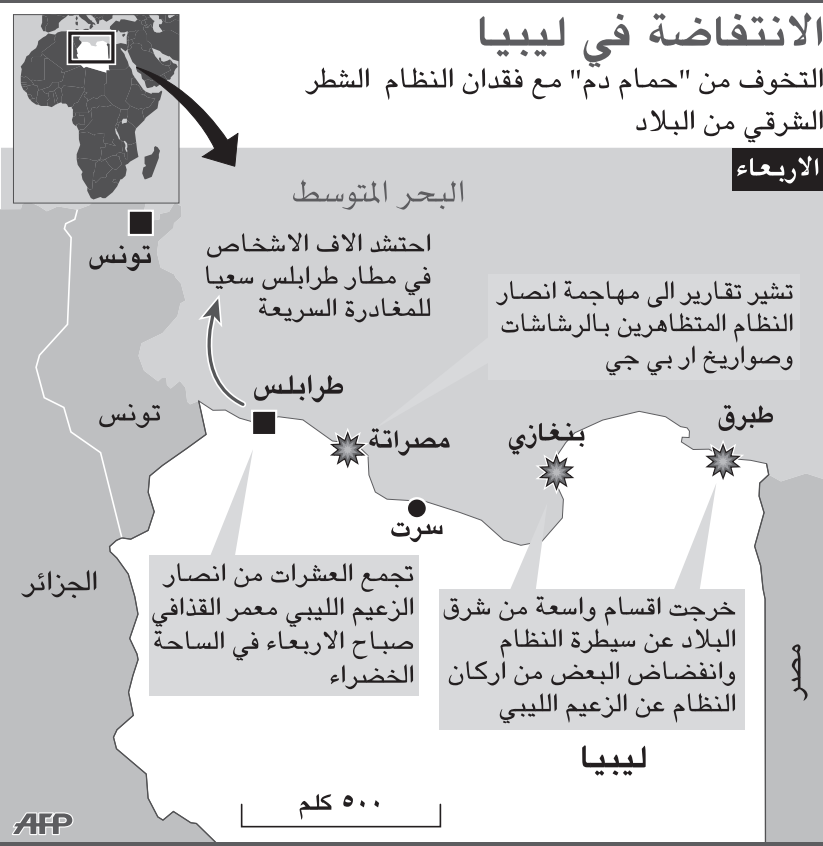 الانتفاضة في ليبيا
التخوف من "حمام دم" مع فقدان النظام الشطر
الشرقي من البلاد
الاربعاء
البحر المتوسط
تونس
احتشد الاف الاشخاص
في مطار طرابلس سعيا
للمغادرة السريعة
تشير تقارير الى مهاجمة انصار
النظام المتظاهرين بالرشاشات
وصواريخ ار بي جي
طرابلس
تونس
طبرق
بنغازي
مصراتة
سرت
الجزائر
تجمع العشرات من انصار
الزعيم الليبي معمر القذافي
صباح الاربعاء في الساحة
الخضراء
خرجت اقسام واسعة من شرق
البلاد عن سيطرة النظام
وانفضاض البعض من اركان
النظام عن الزعيم الليبي
مصر
ليبيا
٥٠٠ كلم
AFP